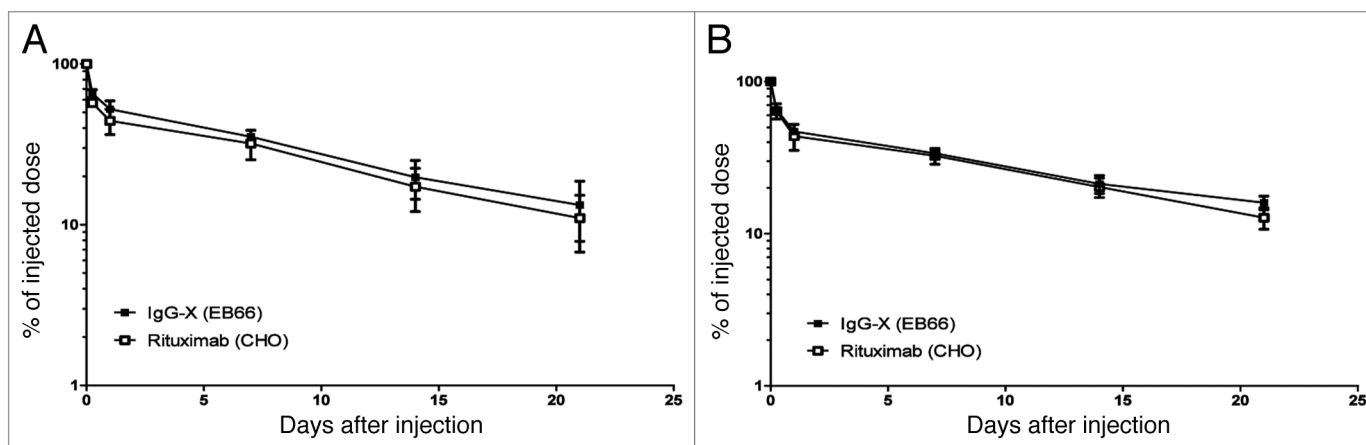 A
100
10
1
% of injected dose
IgG-X (EB66)
Rituximab (CHO)
0 5 10 15 20 25
Days after injection
B
100
10
1
% of injected dose
IgG-X (EB66)
Rituximab (CHO)
0 5 10 15 20 25
Days after injection